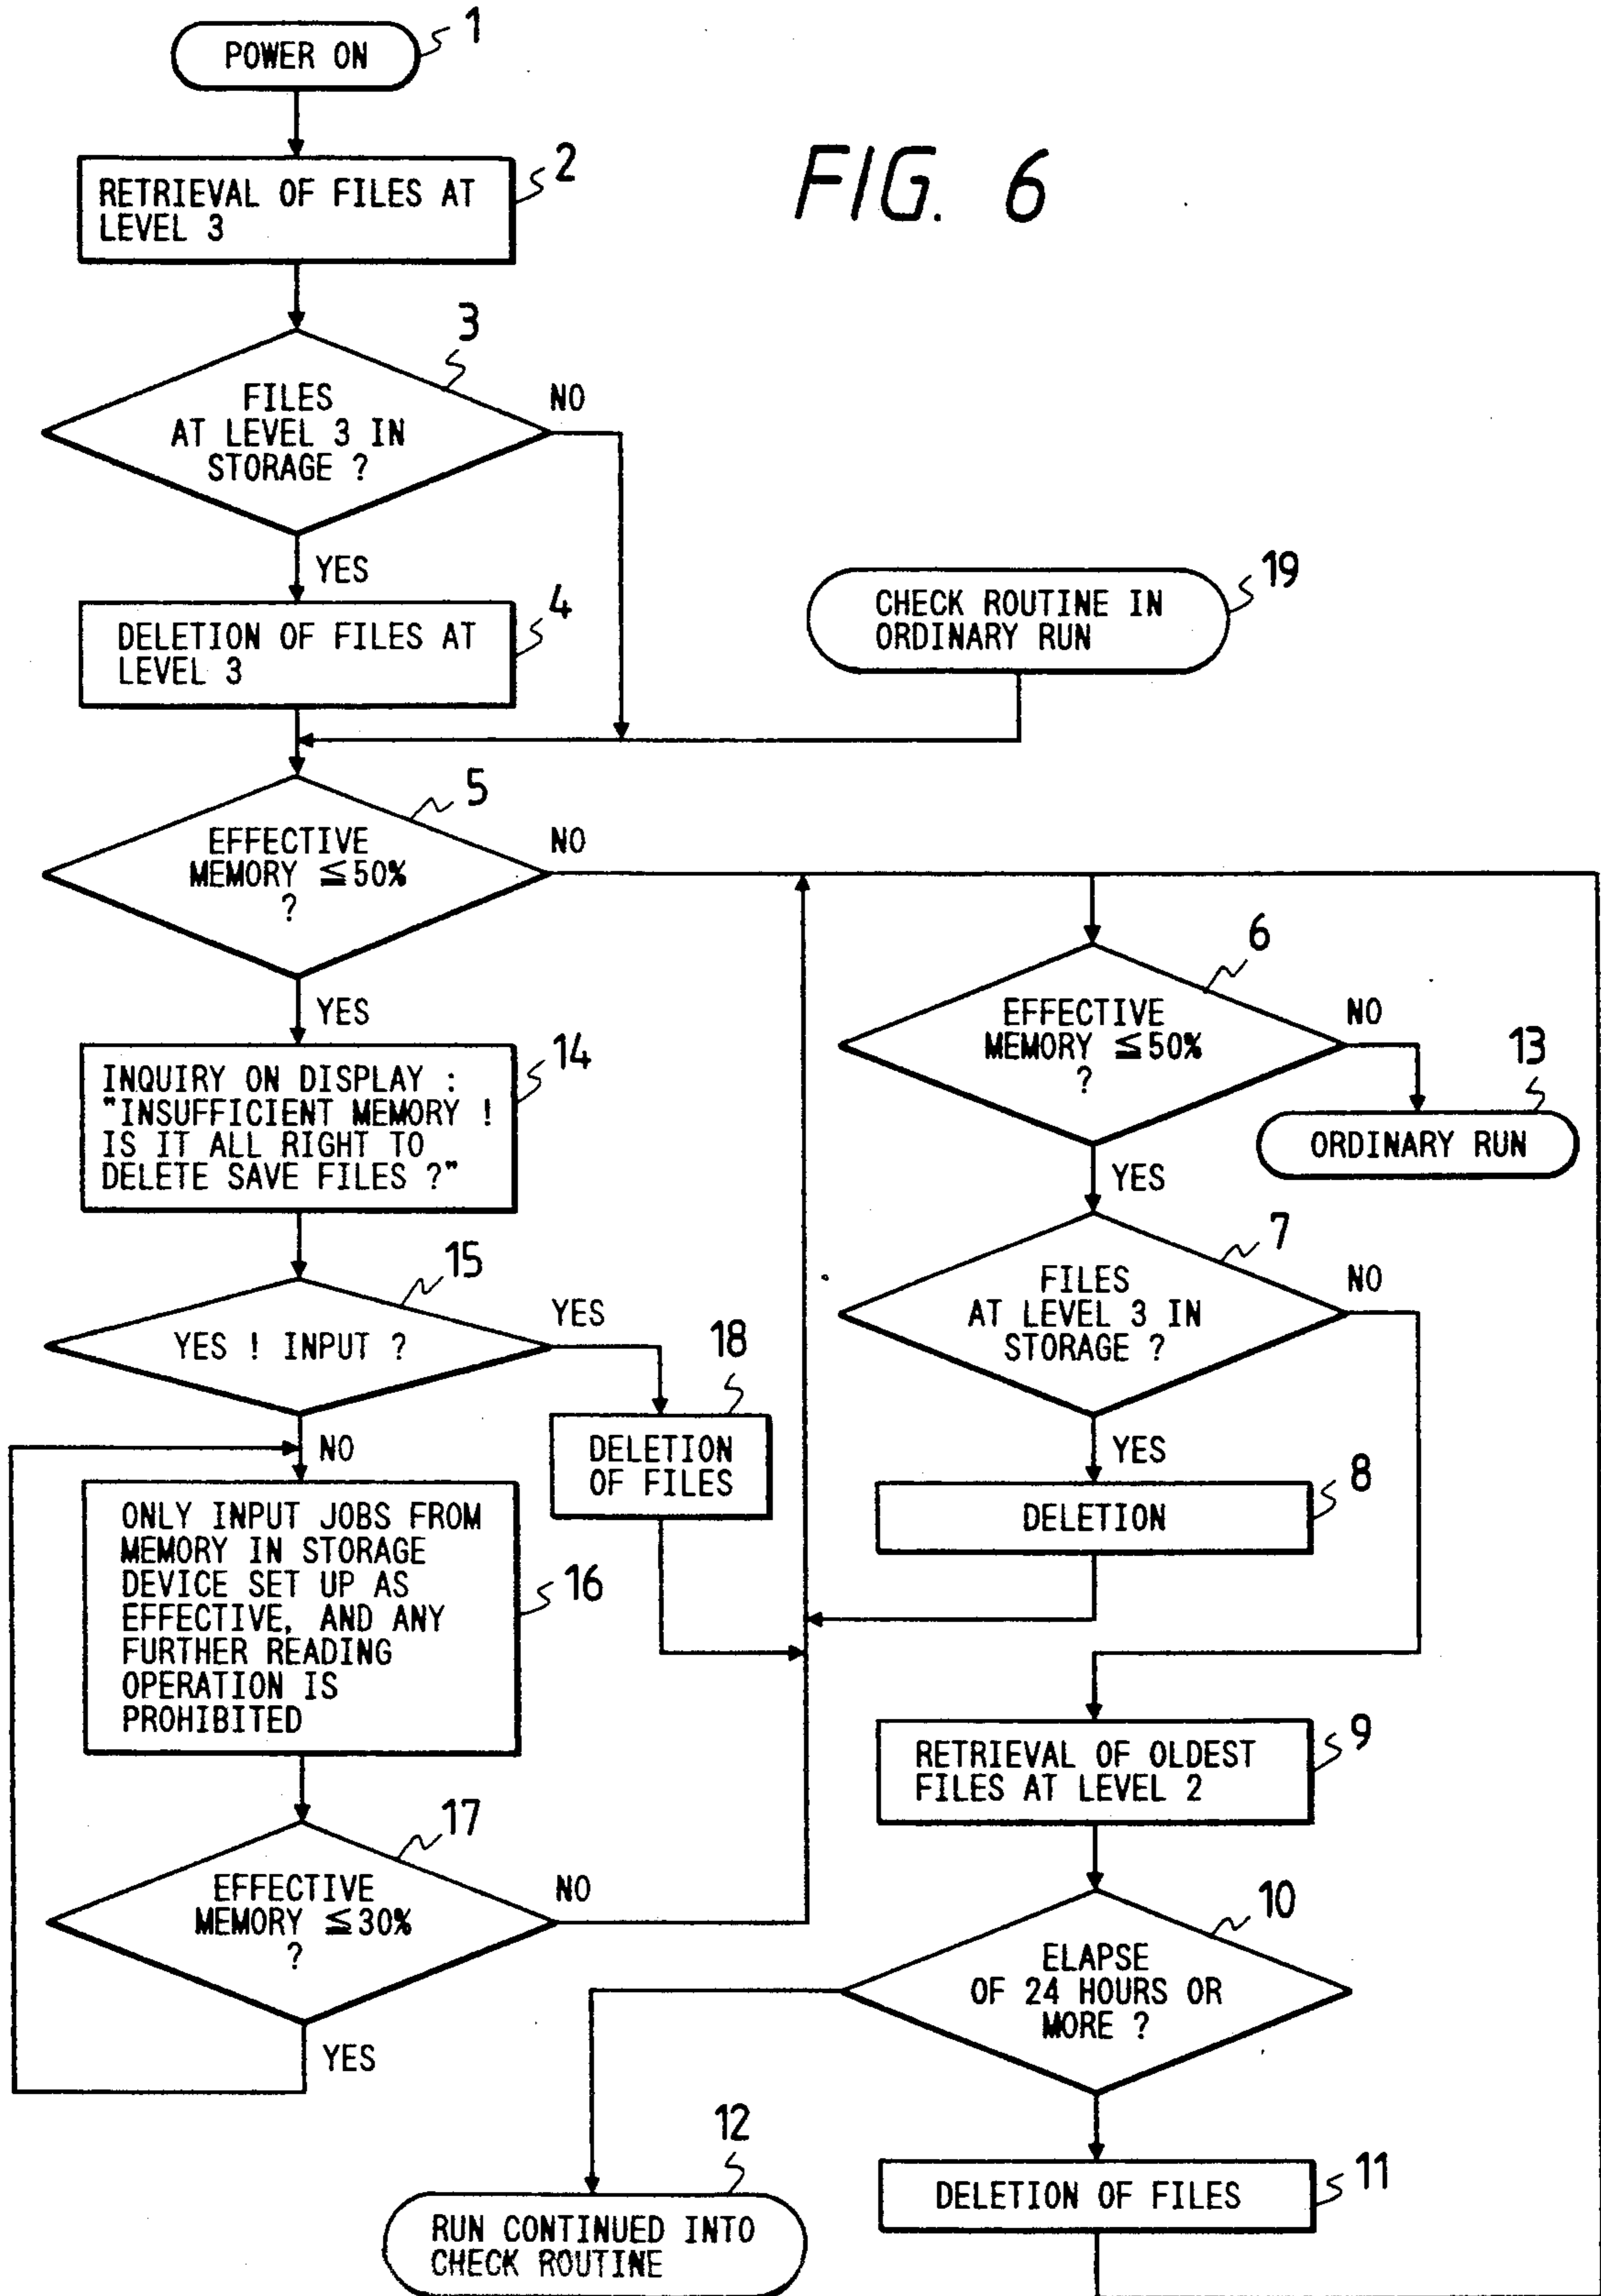 FIG. 6
POWER ON
1
RETRIEVAL OF FILES AT
LEVEL 3
2
3
FILES
AT LEVEL 3 IN
STORAGE ?
NO
YES
DELETION OF FILES AT
LEVEL 3
4
CHECK ROUTINE IN
ORDINARY RUN
19
5
EFFECTIVE
MEMORY ≦50%
?
NO
YES
INQUIRY ON DISPLAY :
"INSUFFICIENT MEMORY !
IS IT ALL RIGHT TO
DELETE SAVE FILES ?"
14
15
YES ! INPUT ?
YES
NO
18
DELETION
OF FILES
ONLY INPUT JOBS FROM
MEMORY IN STORAGE
DEVICE SET UP AS
EFFECTIVE, AND ANY
FURTHER READING
OPERATION IS
PROHIBITED
16
17
EFFECTIVE
MEMORY ≦30%
?
NO
YES
6
EFFECTIVE
MEMORY ≦50%
?
NO
13
ORDINARY RUN
YES
7
FILES
AT LEVEL 3 IN
STORAGE ?
NO
YES
DELETION
8
RETRIEVAL OF OLDEST
FILES AT LEVEL 2
9
10
ELAPSE
OF 24 HOURS OR
MORE ?
12
RUN CONTINUED INTO
CHECK ROUTINE
DELETION OF FILES
11